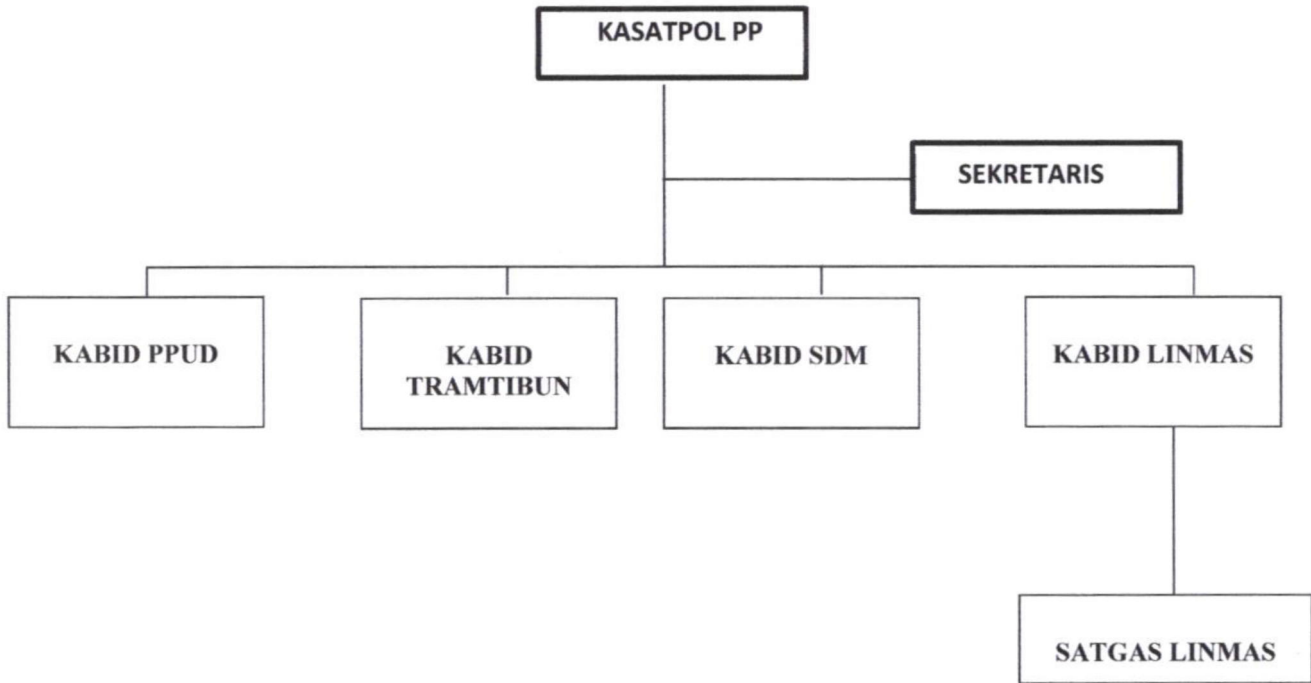 KASATPOL PP
SEKRETARIS
KABID PPUD
KABID
TRAMTIBUN
KABID SDM
KABID LINMAS
SATGAS LINMAS